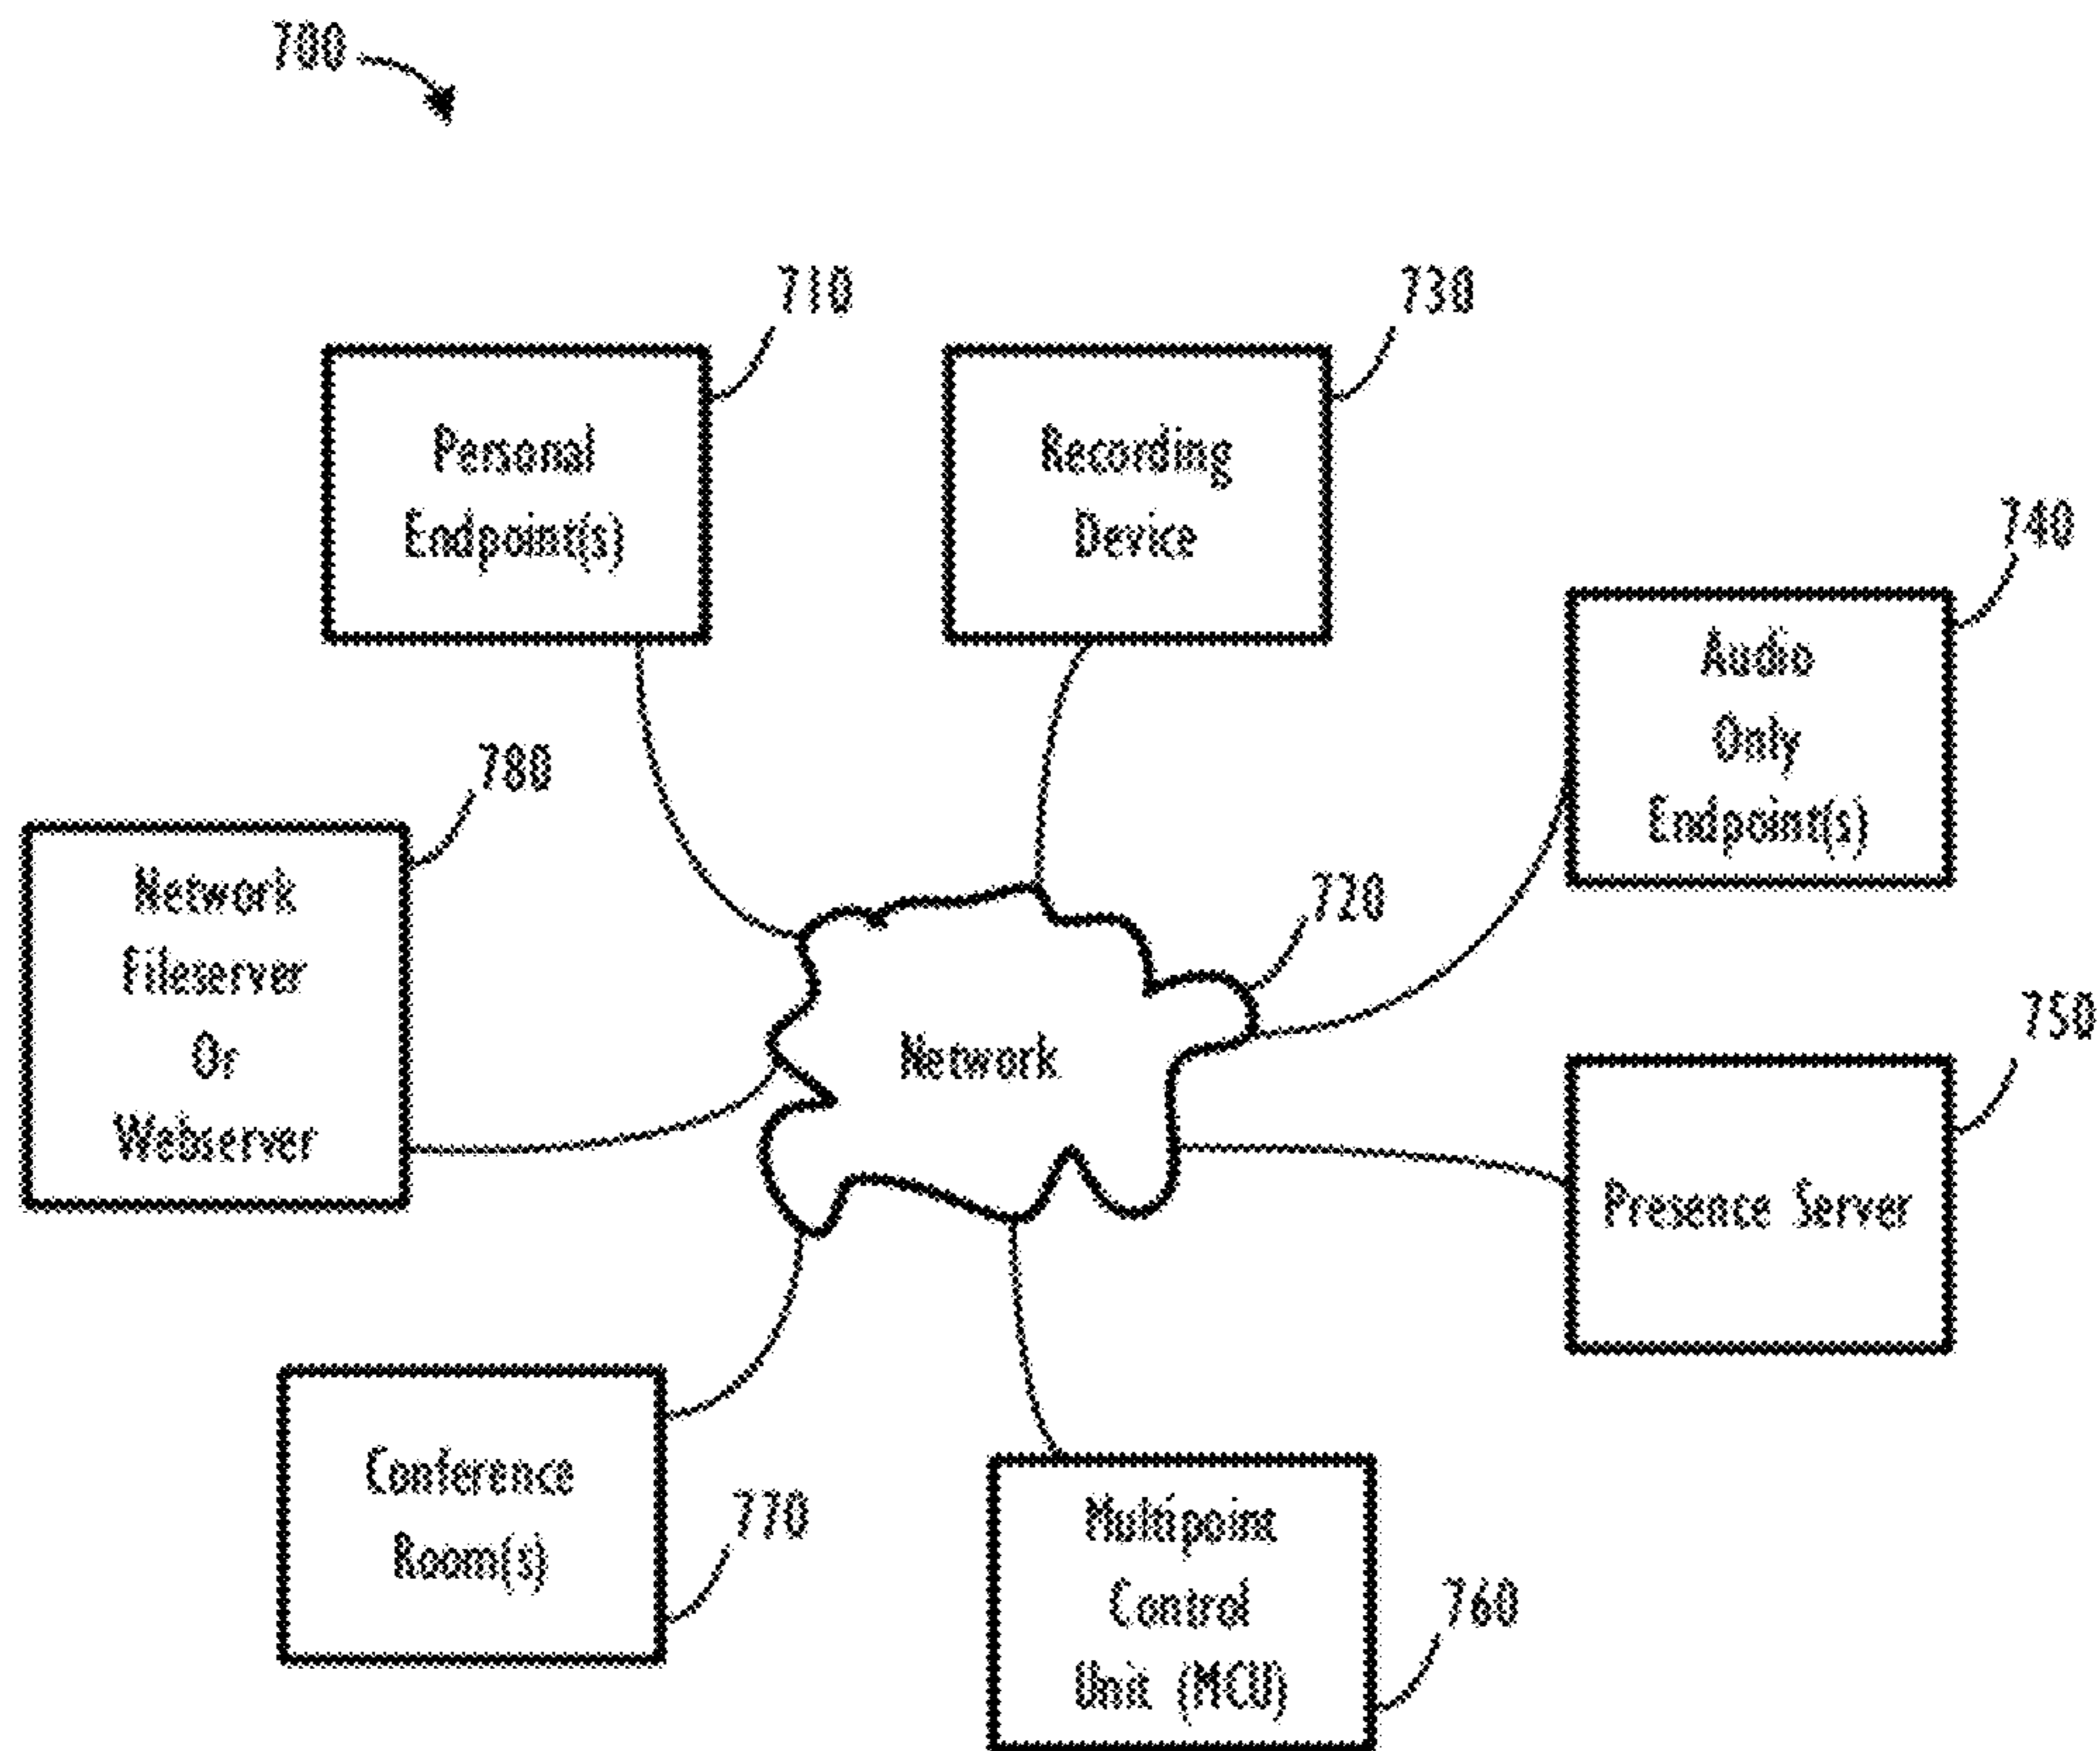 700
710
Personal
Endpoint(s)
730
Recording
Device
740
Audio
Only
Endpoint(s)
780
Network
Fileserver
Or
Webserver
720
Network
750
Presence Server
Conference
Room(s)
770
Multipoint
Control
Unit (MCU)
760